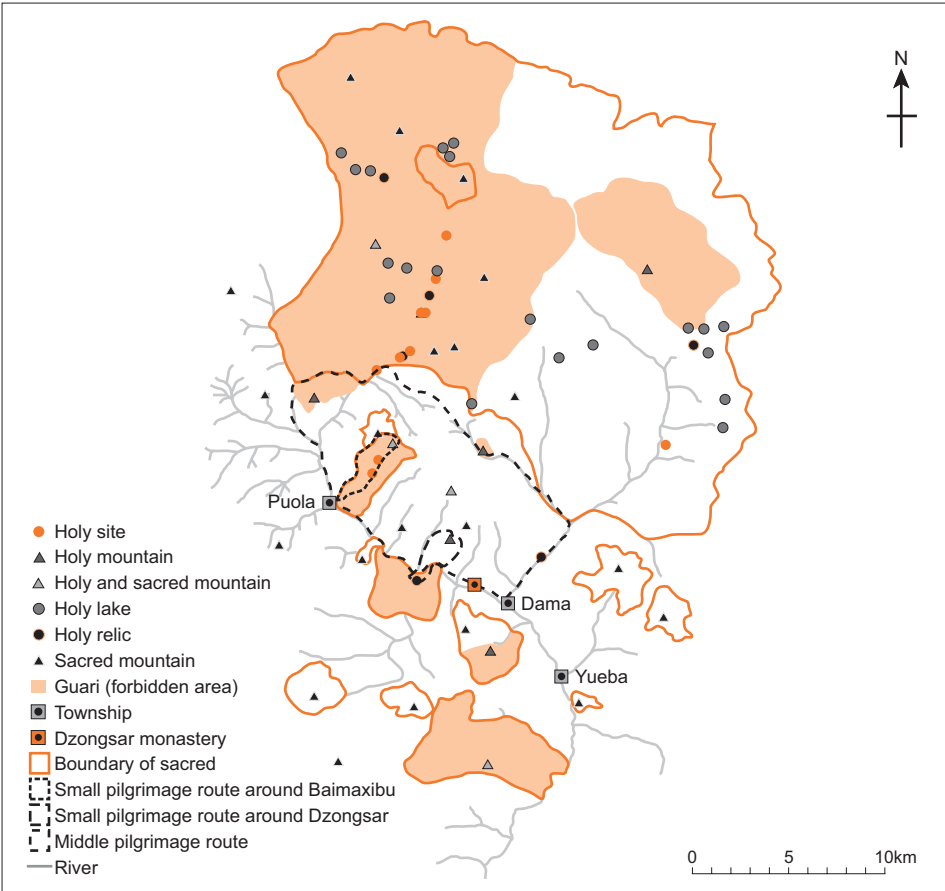 N
Puola
Dama
Yueba
Holy site
Holy mountain
Holy and sacred mountain
Holy lake
Holy relic
Sacred mountain
Guari (forbidden area)
Township
Dzongsar monastery
Boundary of sacred
Small pilgrimage route around Baimaxibu
Small pilgrimage route around Dzongsar
Middle pilgrimage route
River
0 5 10km